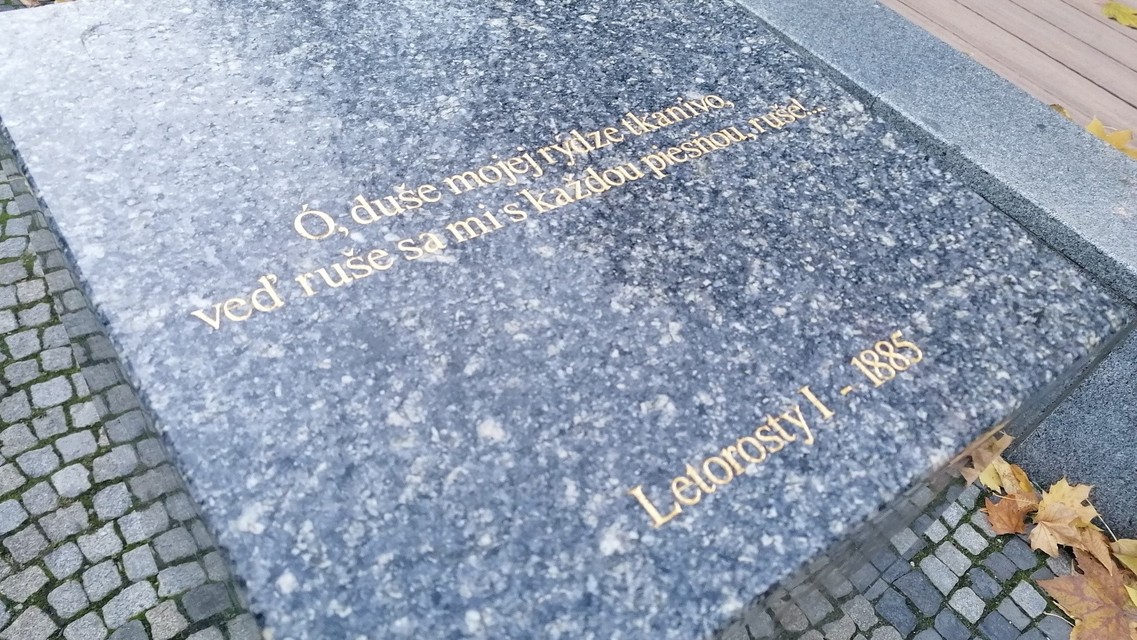 Ó, duše mojej rýdze tkanivo,
veď ruše sa mi s každou piesňou, ruše!...
Letorosty I - 1885